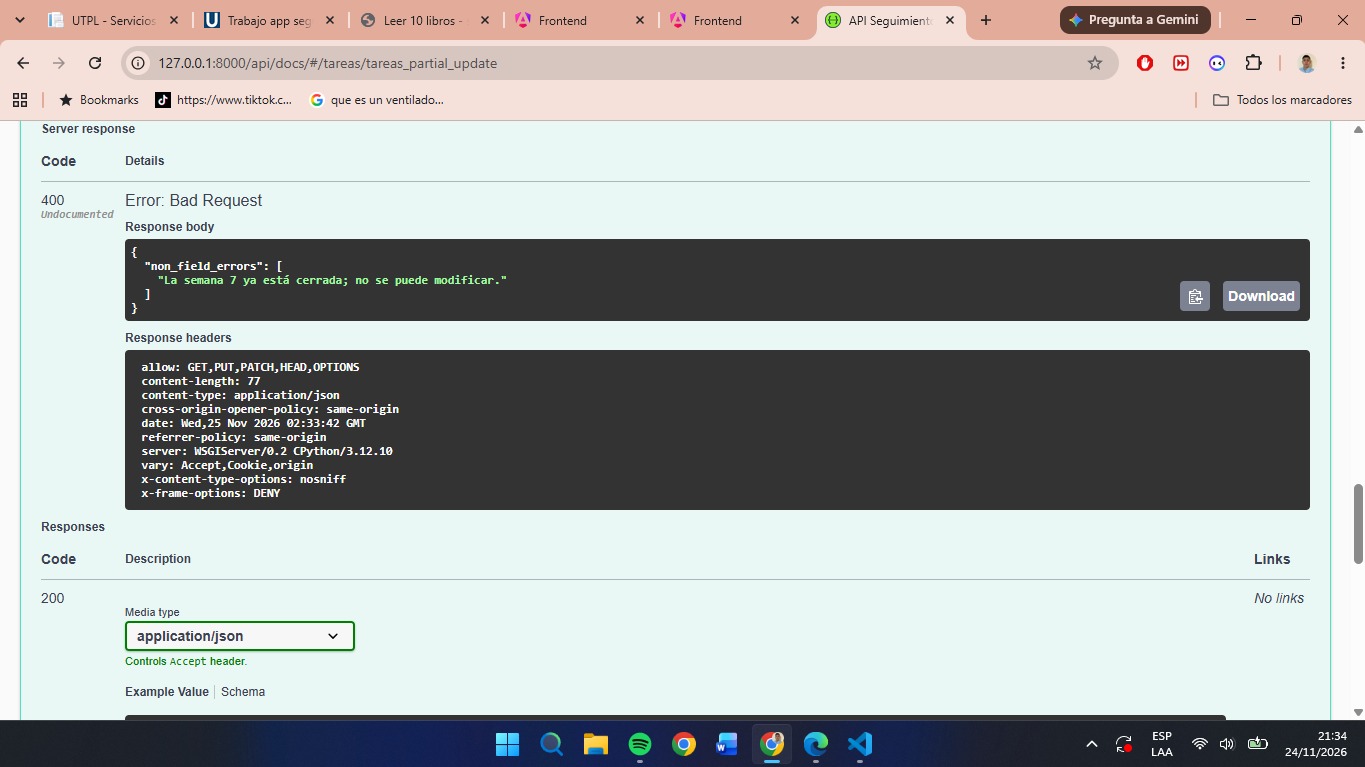 UTPL - Servicios
Trabajo app seg
Leer 10 libros -
Frontend
Frontend
API Seguimient
Pregunta a Gemini
127.0.0.1:8000/api/docs/#/tareas/tareas_partial_update
Bookmarks
https://www.tiktok.c...
que es un ventilado...
Todos los marcadores
Server response
Code Details
400 Error: Bad Request
Undocumented
Response body
{
"non_field_errors": [
"La semana 7 ya está cerrada; no se puede modificar."
]
}
Download
Response headers
allow: GET,PUT,PATCH,HEAD,OPTIONS
content-length: 77
content-type: application/json
cross-origin-opener-policy: same-origin
date: Wed,25 Nov 2026 02:33:42 GMT
referrer-policy: same-origin
server: WSGIServer/0.2 CPython/3.12.10
vary: Accept,Cookie,origin
x-content-type-options: nosniff
x-frame-options: DENY
Responses
Code Description Links
200 No links
Media type
application/json
Controls Accept header.
Example Value Schema
ESP
LAA
21:34
24/11/2026